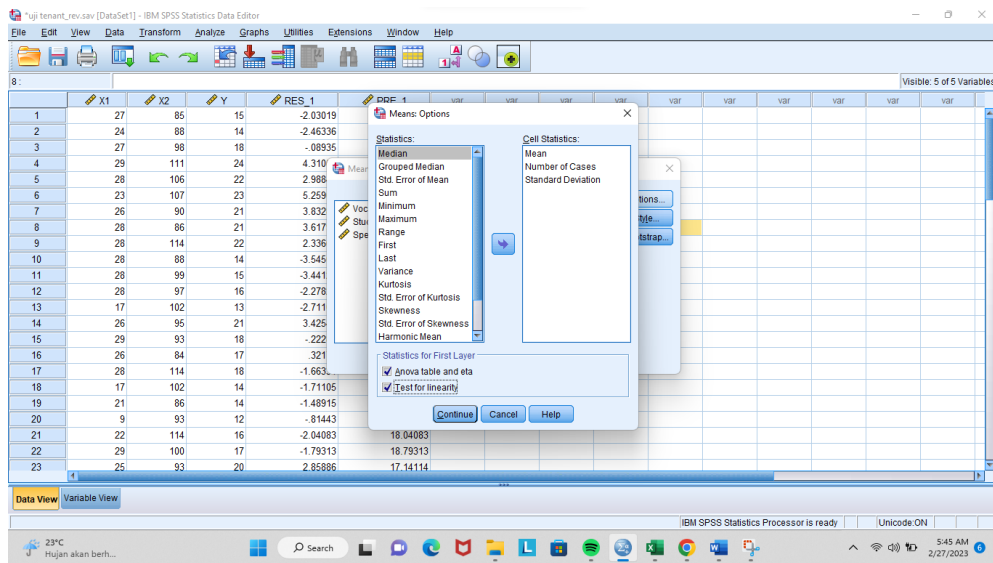 *uji tenant_rev.sav [DataSet1] - IBM SPSS Statistics Data Editor
File Edit View Data Transform Analyze Graphs Utilities Extensions Window Help
8 :
Visible: 5 of 5 Variables
X1 X2 Y RES_1 PRE_1 var var var var var var var var var
1 27 85 15 -2.03019
2 24 88 14 -2.46336
3 27 98 18 -.08935
4 29 111 24 4.310
5 28 106 22 2.988
6 23 107 23 5.259
7 26 90 21 3.832
8 28 86 21 3.617
9 28 114 22 2.336
10 28 88 14 -3.545
11 28 99 15 -3.441
12 28 97 16 -2.278
13 17 102 13 -2.711
14 26 95 21 3.425
15 29 93 18 -.222
16 26 84 17 .321
17 28 114 18 -1.663
18 17 102 14 -1.71105
19 21 86 14 -1.48915
20 9 93 12 -.81443
21 22 114 16 -2.04083 18.04083
22 29 100 17 -1.79313 18.79313
23 25 93 20 2.85886 17.14114
Mean
Voc
Stu
Spe
tions...
tyle...
tstrap...
Means: Options
Statistics:
Median
Grouped Median
Std. Error of Mean
Sum
Minimum
Maximum
Range
First
Last
Variance
Kurtosis
Std. Error of Kurtosis
Skewness
Std. Error of Skewness
Harmonic Mean
Cell Statistics:
Mean
Number of Cases
Standard Deviation
Statistics for First Layer
Anova table and eta
Test for linearity
Continue Cancel Help
Data View Variable View
IBM SPSS Statistics Processor is ready Unicode:ON
23°C
Hujan akan berh...
Search
5:45 AM
2/27/2023
6